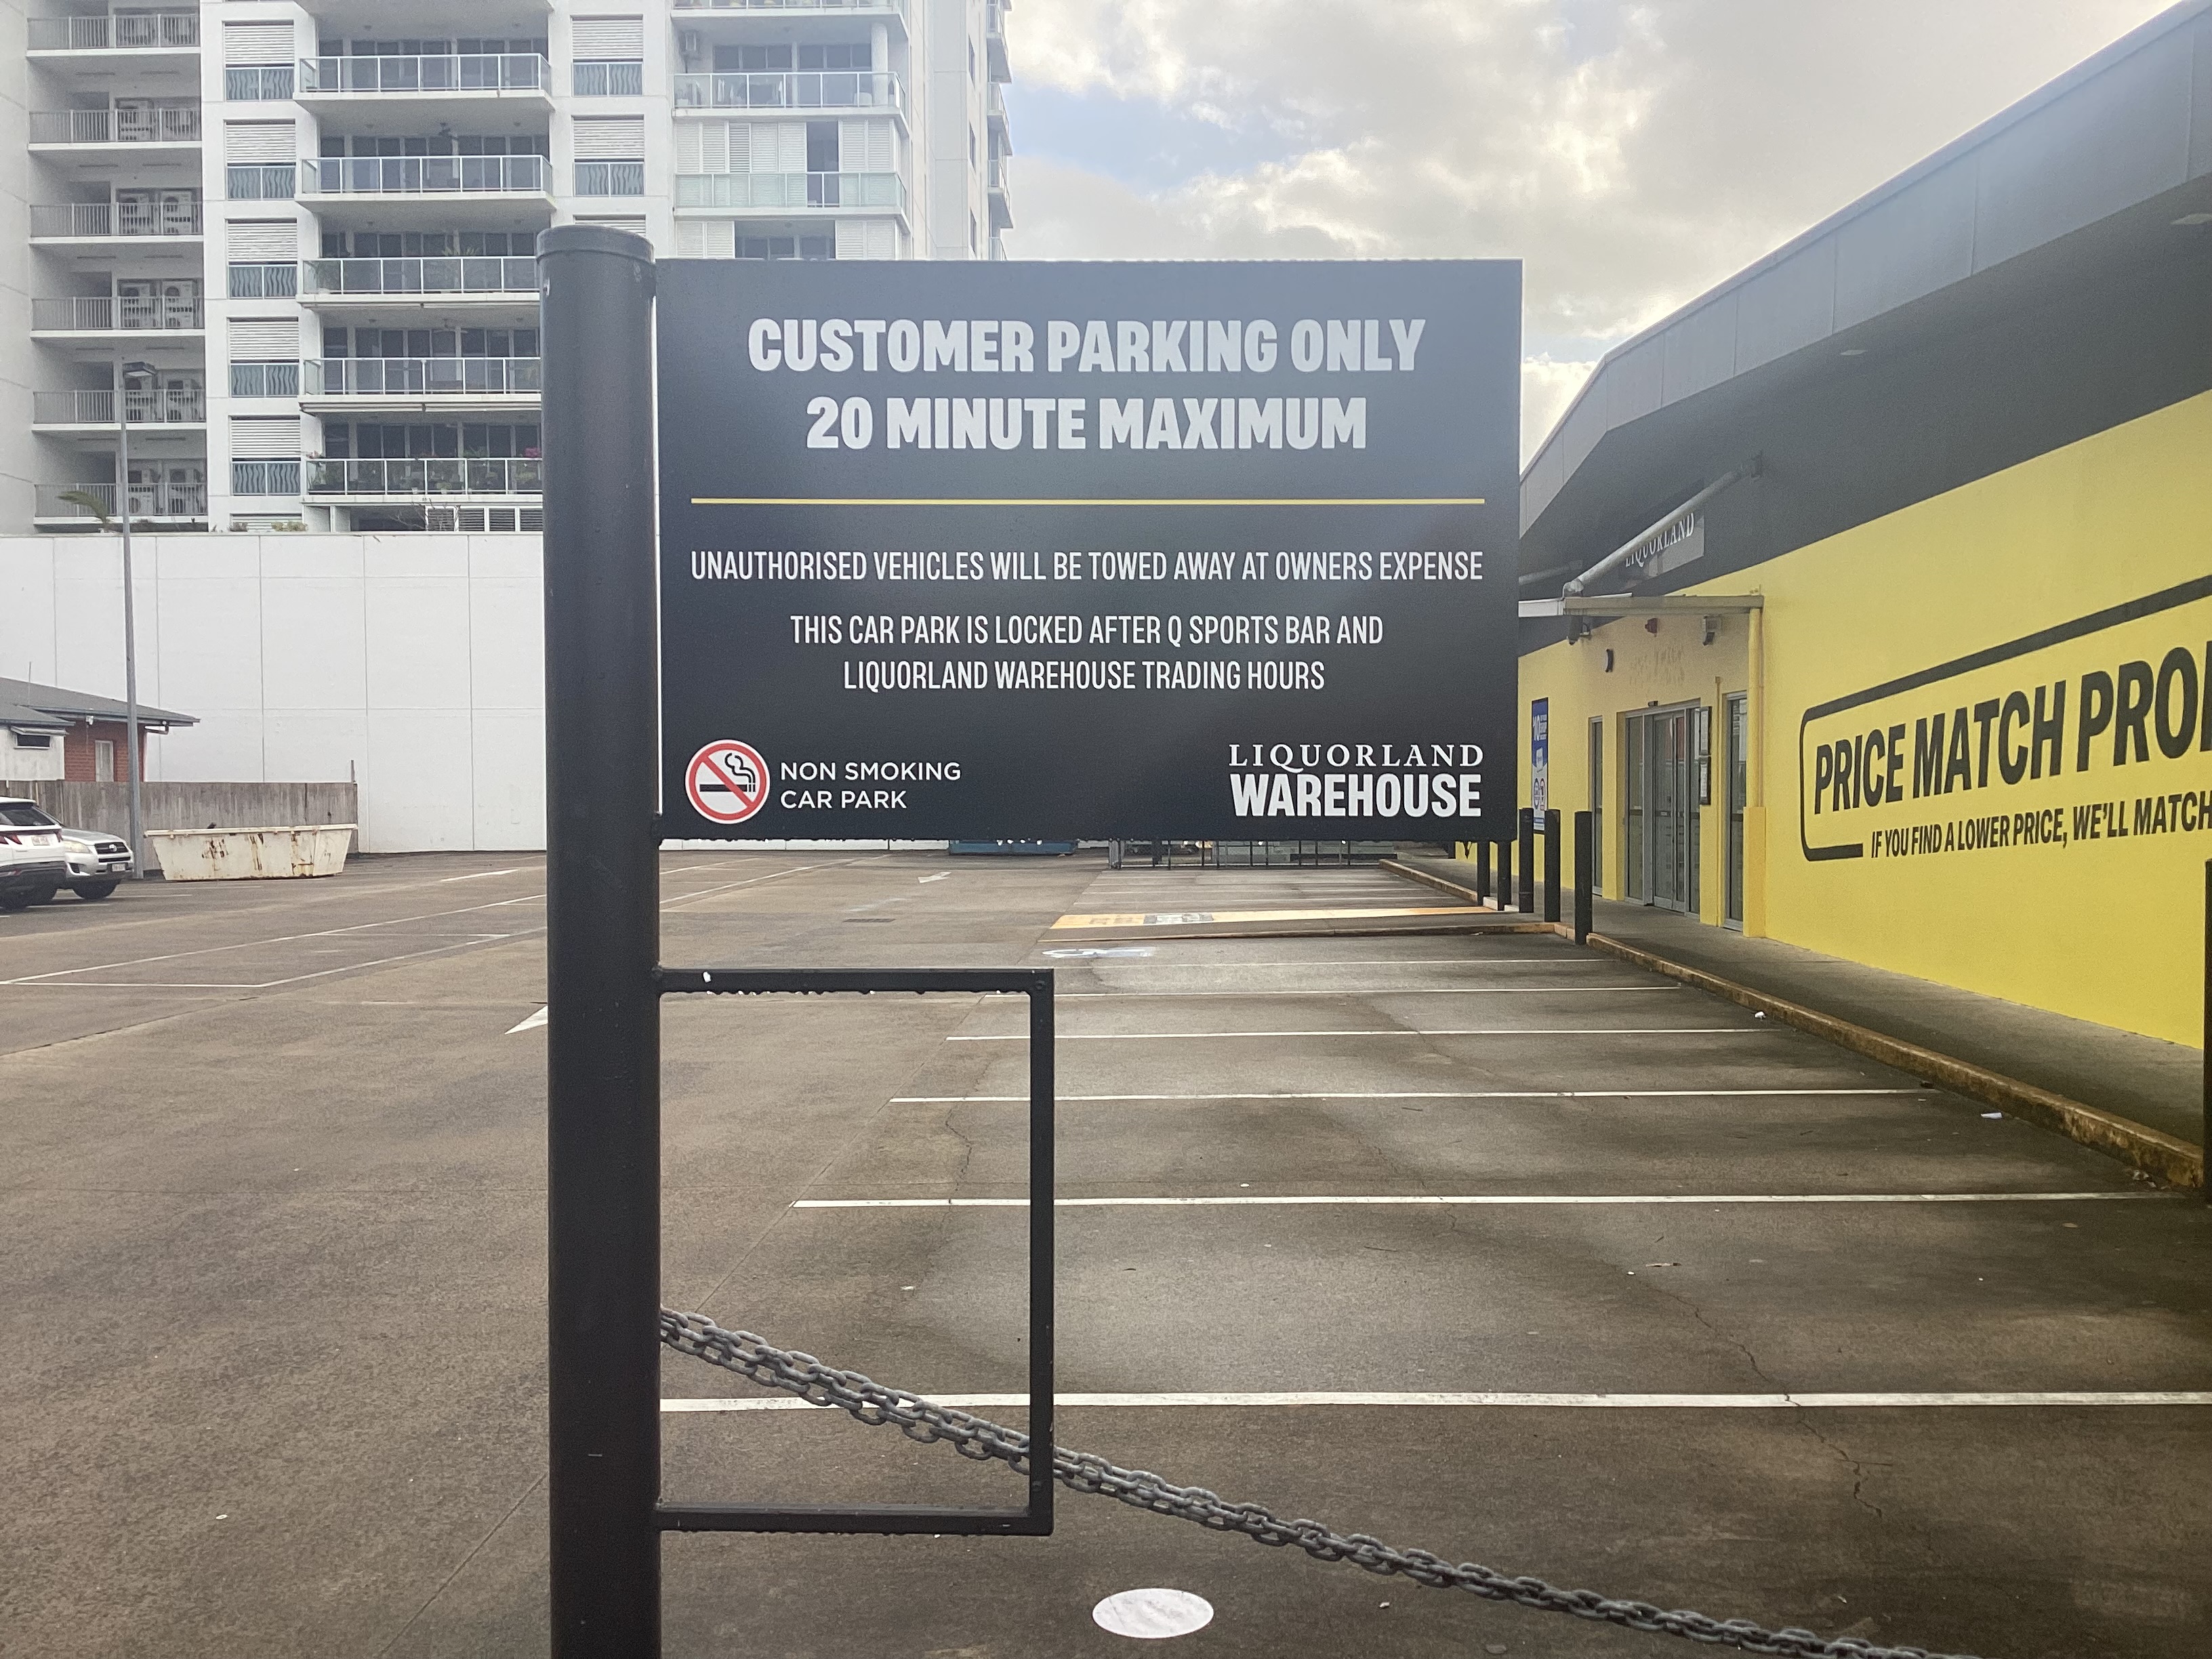 CUSTOMER PARKING ONLY
20 MINUTE MAXIMUM
UNAUTHORISED VEHICLES WILL BE TOWED AWAY AT OWNERS EXPENSE
THIS CAR PARK IS LOCKED AFTER Q SPORTS BAR AND
LIQUORLAND WAREHOUSE TRADING HOURS
NON SMOKING
CAR PARK
LIQUORLAND
WAREHOUSE
LIQUORLAND
PRICE MATCH PRO
IF YOU FIND A LOWER PRICE, WE'LL MATCH